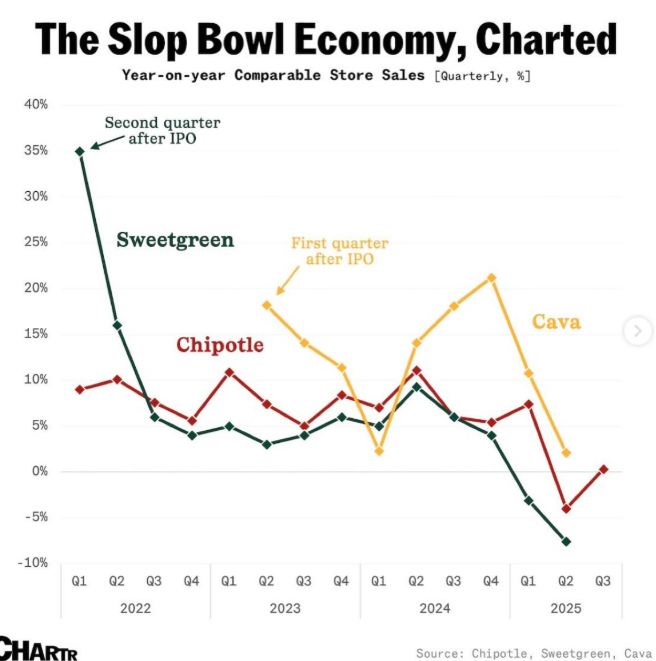 The Slop Bowl Economy, Charted
Year-on-year Comparable Store Sales [Quarterly, %]
40%
35%
30%
25%
20%
15%
10%
5%
0%
-5%
-10%
Second quarter
after IPO
Sweetgreen
First quarter
after IPO
Chipotle
Cava
Q1 Q2 Q3 Q4 Q1 Q2 Q3 Q4 Q1 Q2 Q3 Q4 Q1 Q2 Q3
2022 2023 2024 2025
CHARTR
Source: Chipotle, Sweetgreen, Cava